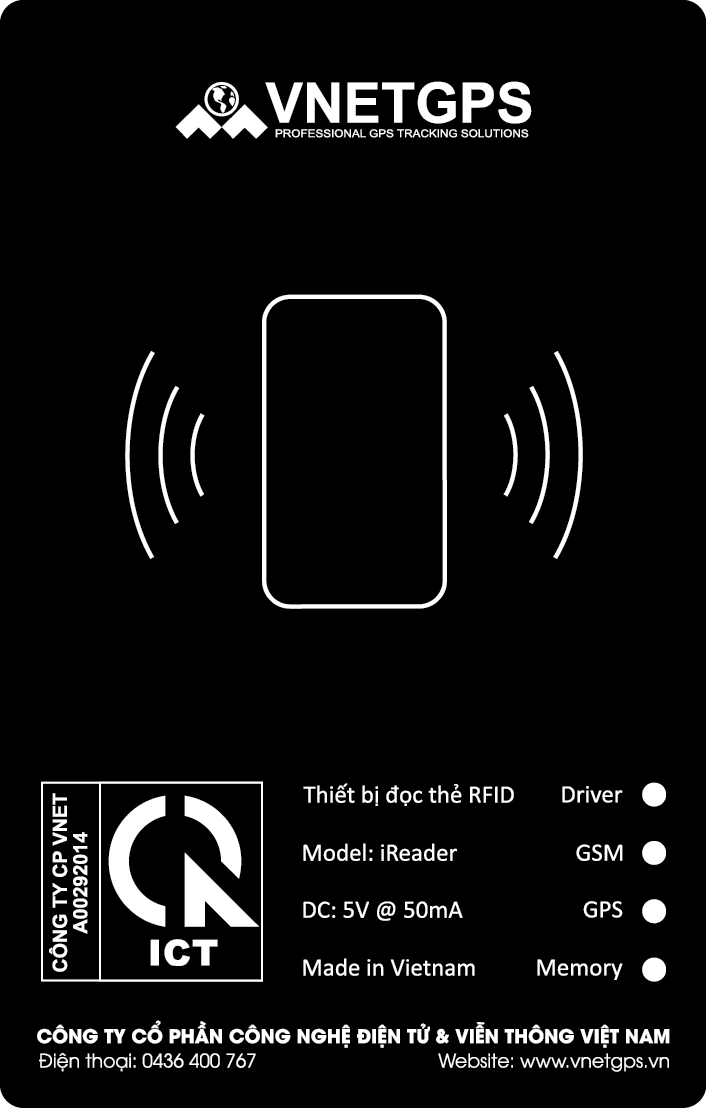 VNETGPS
PROFESSIONAL GPS TRACKING SOLUTIONS
CÔNG TY CP VNET
A00292014
ICT
Thiết bị đọc thẻ RFID Driver
Model: iReader GSM
DC: 5V @ 50mA GPS
Made in Vietnam Memory
CÔNG TY CỔ PHẦN CÔNG NGHỆ ĐIỆN TỬ & VIỄN THÔNG VIỆT NAM
Điện thoại: 0436 400 767 Website: www.vnetgps.vn